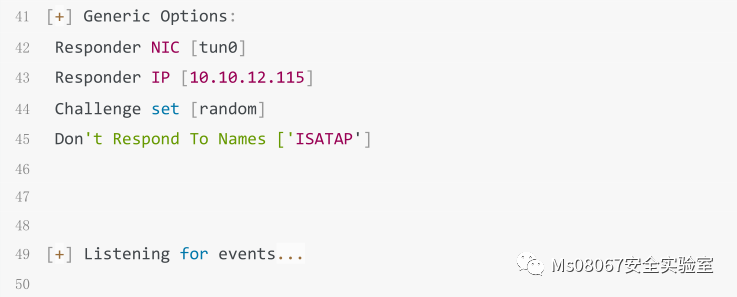 41 [+] Generic Options:
42 Responder NIC [tun0]
43 Responder IP [10.10.12.115]
44 Challenge set [random]
45 Don't Respond To Names ['ISATAP']
46
47
48
49 [+] Listening for events...
50
Ms08067安全实验室